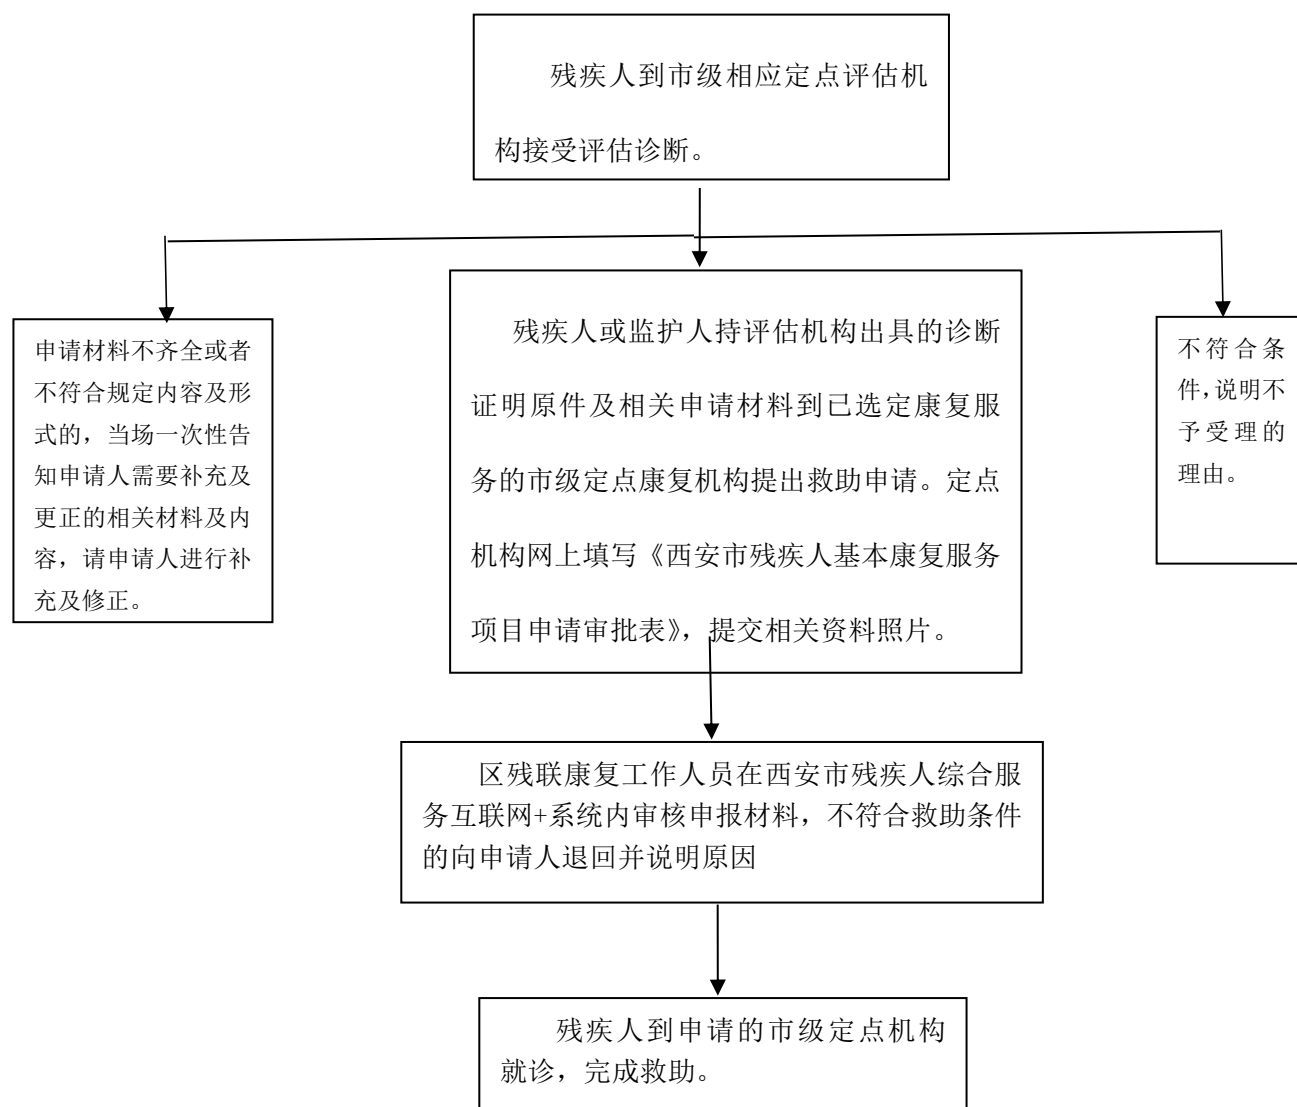 残疾人到市级相应定点评估机
构接受评估诊断。
申请材料不齐全或者
不符合规定内容及形
式的，当场一次性告
知申请人需要补充及
更正的相关材料及内
容，请申请人进行补
充及修正。
残疾人或监护人持评估机构出具的诊断
证明原件及相关申请材料到已选定康复服
务的市级定点康复机构提出救助申请。定点
机构网上填写《西安市残疾人基本康复服务
项目申请审批表》，提交相关资料照片。
不符合条
件，说明不
予受理的
理由。
区残联康复工作人员在西安市残疾人综合服
务互联网+系统内审核申报材料，不符合救助条件
的向申请人退回并说明原因
残疾人到申请的市级定点机构
就诊，完成救助。